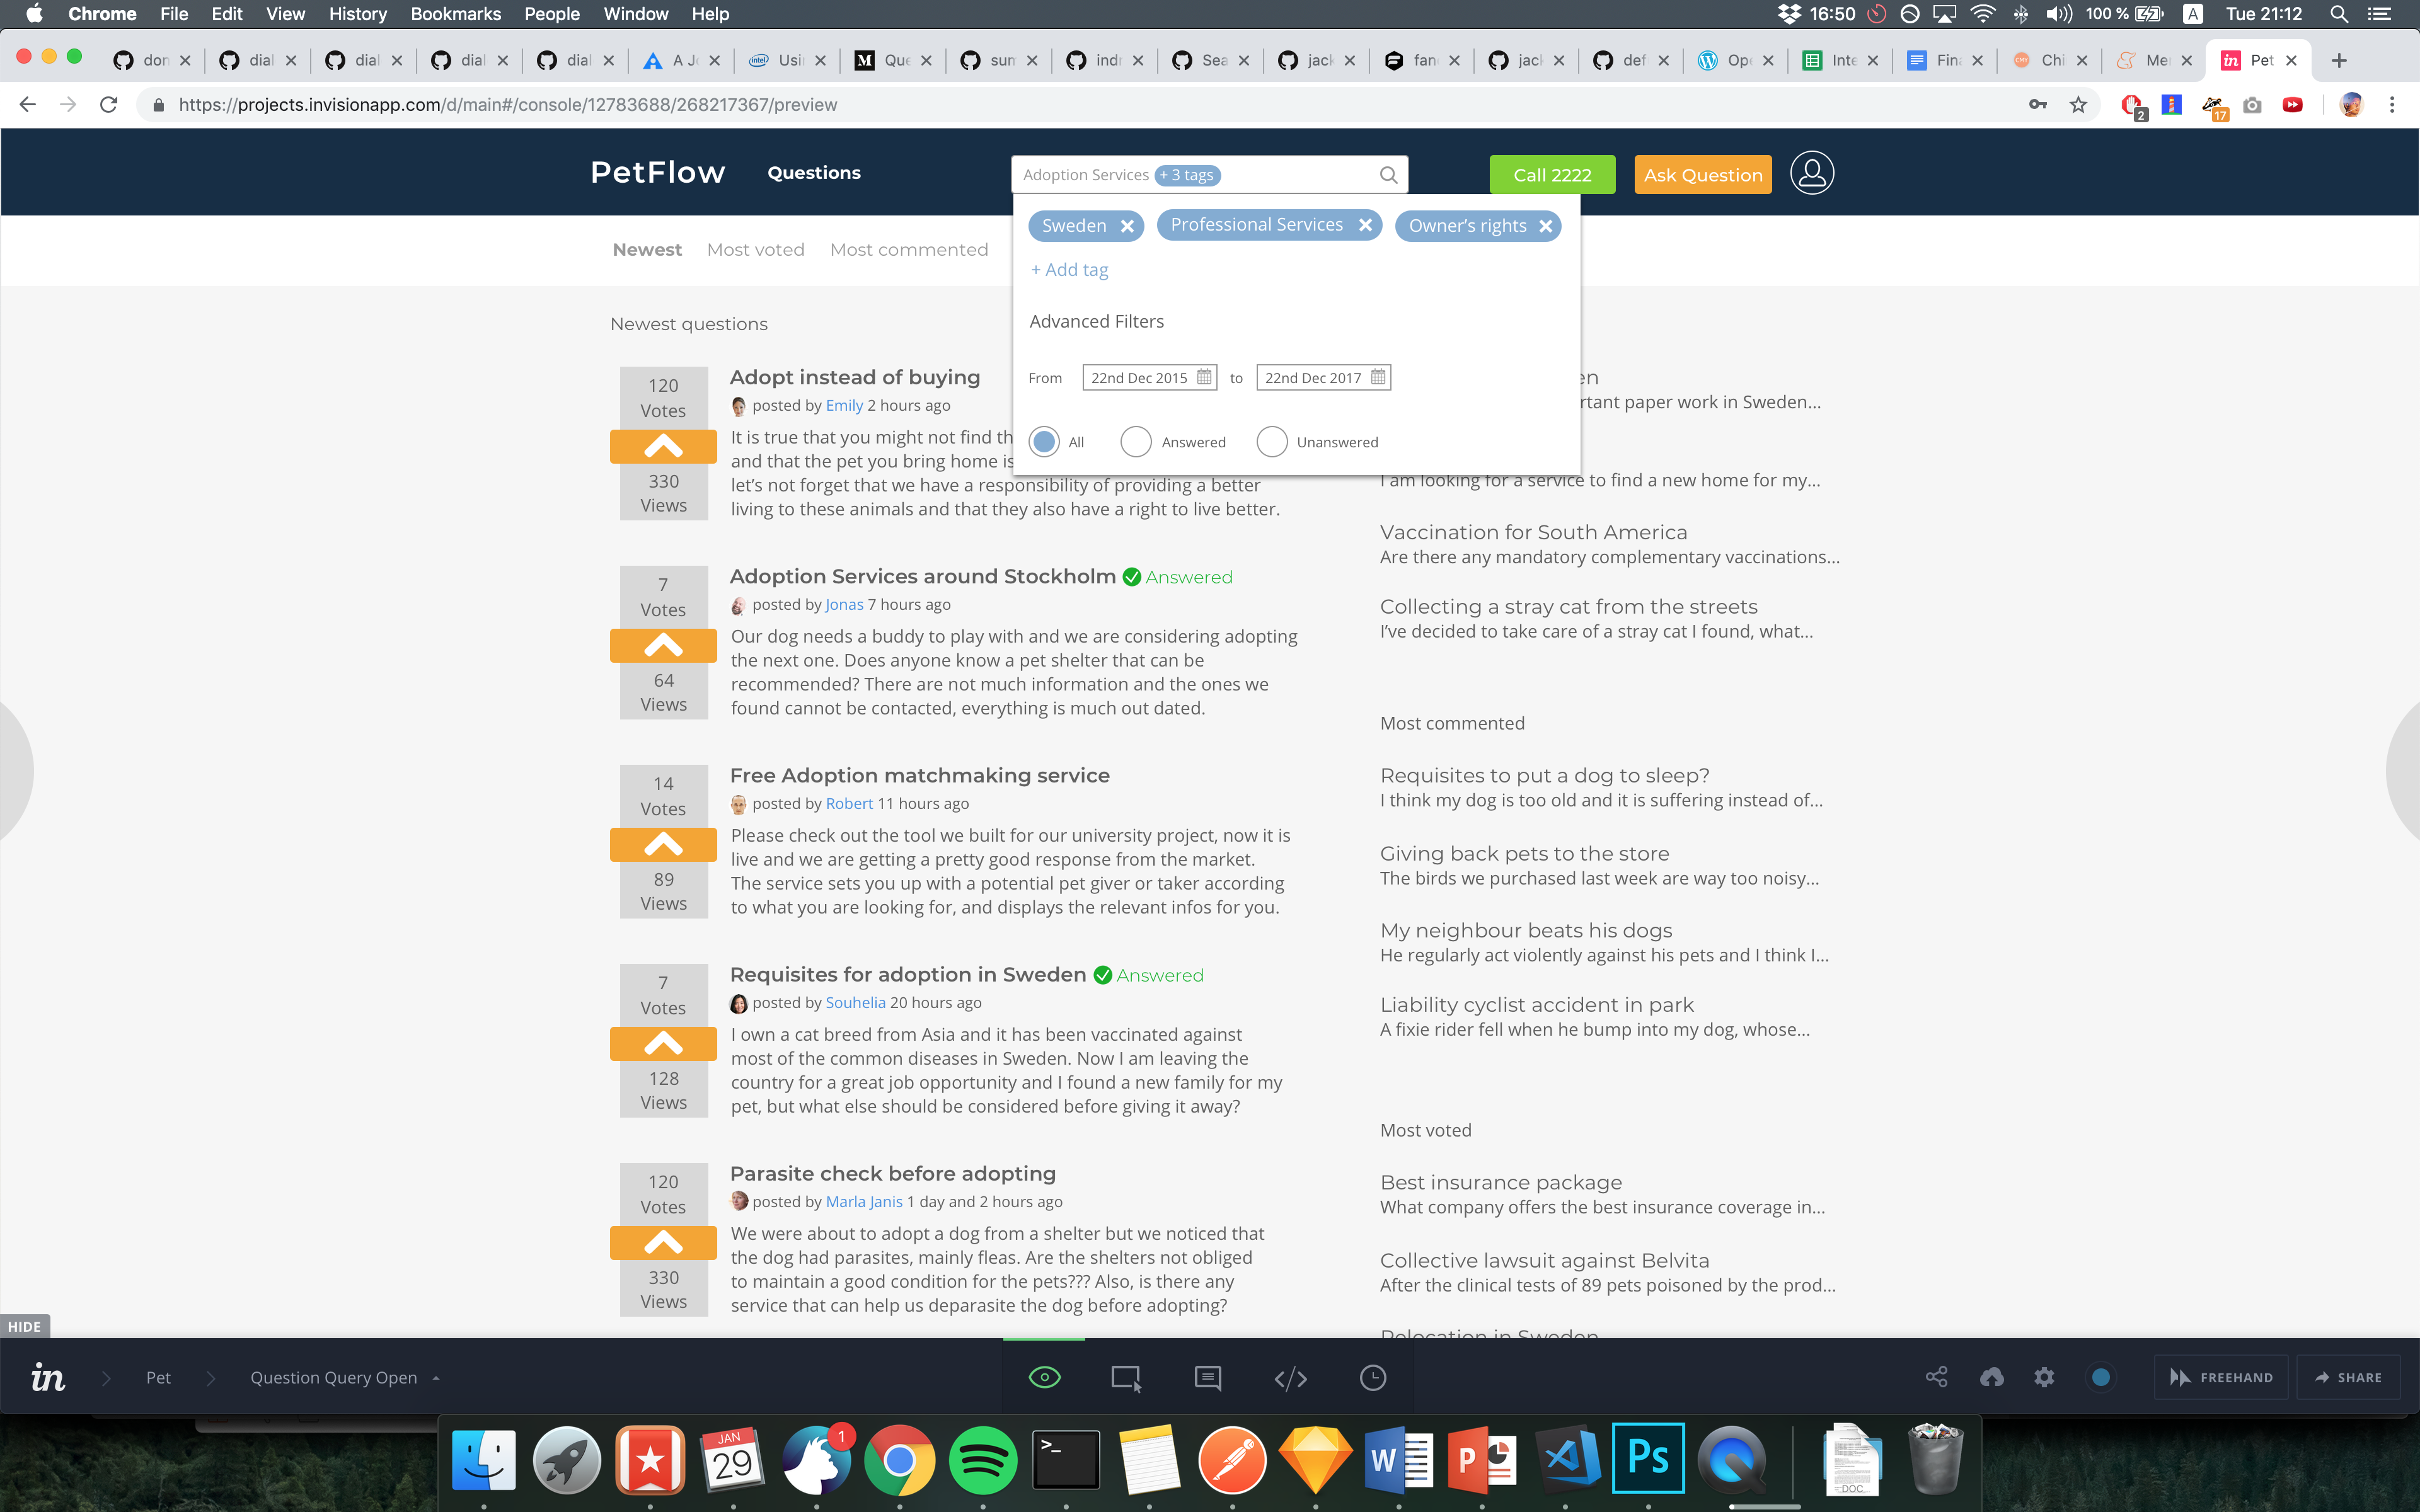 Chrome File Edit View History Bookmarks People Window Help
16:50 100 % A Tue 21:12
don dial dial dial dial A Jo Usi Que sum indr Sea jack fan jack def Ope Inte Fina Chi Me Pet
https://projects.invisionapp.com/d/main#/console/12783688/268217367/preview
2 17
PetFlow Questions
Adoption Services + 3 tags
Call 2222 Ask Question
Newest Most voted Most commented
Sweden Professional Services Owner's rights
+ Add tag
Advanced Filters
From 22nd Dec 2015 to 22nd Dec 2017
All Answered Unanswered
Newest questions
120
Votes
330
Views
Adopt instead of buying
posted by Emily 2 hours ago
It is true that you might not find th
and that the pet you bring home is
let's not forget that we have a responsibility of providing a better
living to these animals and that they also have a right to live better.
7
Votes
64
Views
Adoption Services around Stockholm Answered
posted by Jonas 7 hours ago
Our dog needs a buddy to play with and we are considering adopting
the next one. Does anyone know a pet shelter that can be
recommended? There are not much information and the ones we
found cannot be contacted, everything is much out dated.
14
Votes
89
Views
Free Adoption matchmaking service
posted by Robert 11 hours ago
Please check out the tool we built for our university project, now it is
live and we are getting a pretty good response from the market.
The service sets you up with a potential pet giver or taker according
to what you are looking for, and displays the relevant infos for you.
7
Votes
128
Views
Requisites for adoption in Sweden Answered
posted by Souhelia 20 hours ago
I own a cat breed from Asia and it has been vaccinated against
most of the common diseases in Sweden. Now I am leaving the
country for a great job opportunity and I found a new family for my
pet, but what else should be considered before giving it away?
120
Votes
330
Views
Parasite check before adopting
posted by Marla Janis 1 day and 2 hours ago
We were about to adopt a dog from a shelter but we noticed that
the dog had parasites, mainly fleas. Are the shelters not obliged
to maintain a good condition for the pets??? Also, is there any
service that can help us deparasite the dog before adopting?
en
rtant paper work in Sweden...
I am looking for a service to find a new home for my...
Vaccination for South America
Are there any mandatory complementary vaccinations...
Collecting a stray cat from the streets
I've decided to take care of a stray cat I found, what...
Most commented
Requisites to put a dog to sleep?
I think my dog is too old and it is suffering instead of...
Giving back pets to the store
The birds we purchased last week are way too noisy...
My neighbour beats his dogs
He regularly act violently against his pets and I think I...
Liability cyclist accident in park
A fixie rider fell when he bump into my dog, whose...
Most voted
Best insurance package
What company offers the best insurance coverage in...
Collective lawsuit against Belvita
After the clinical tests of 89 pets poisoned by the prod...
Relocation in Sweden
HIDE
in Pet Question Query Open
FREEHAND SHARE
JAN
29
1
>_
W
P
Ps
DOC